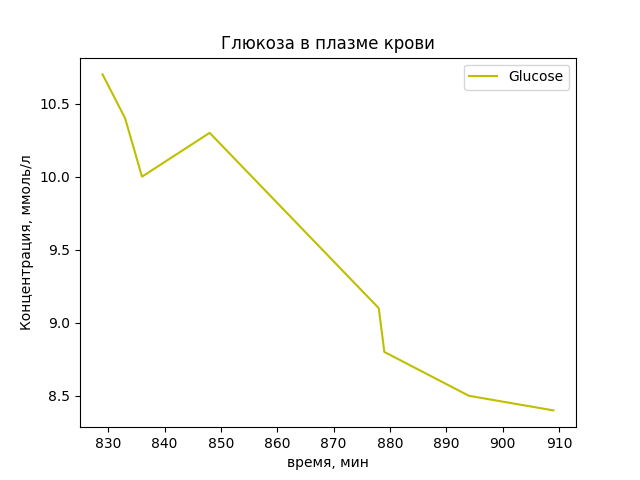 Глюкоза в плазме крови
Glucose
10.5
10.0
9.5
9.0
8.5
Концентрация, ммоль/л
830 840 850 860 870 880 890 900 910
время, мин